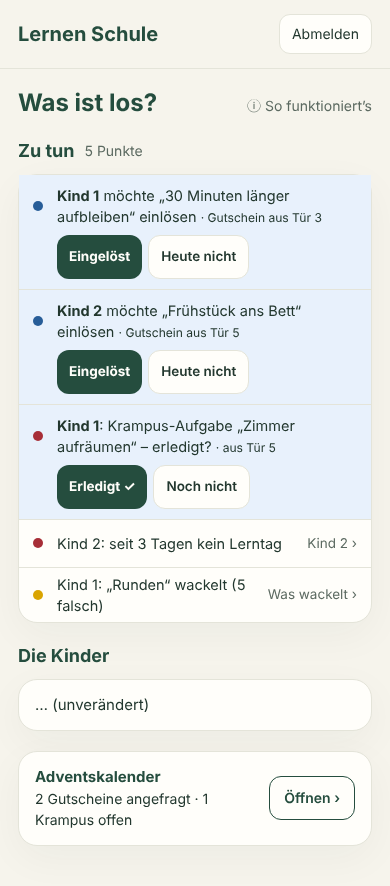 Lernen Schule
Abmelden
Was ist los?
ⓘ So funktioniert’s
Zu tun 5 Punkte
Kind 1 möchte „30 Minuten länger
aufbleiben“ einlösen · Gutschein aus Tür 3
Eingelöst
Heute nicht
Kind 2 möchte „Frühstück ans Bett“
einlösen · Gutschein aus Tür 5
Eingelöst
Heute nicht
Kind 1: Krampus-Aufgabe „Zimmer
aufräumen“ – erledigt? · aus Tür 5
Erledigt ✓
Noch nicht
Kind 2: seit 3 Tagen kein Lerntag
Kind 2 ›
Kind 1: „Runden“ wackelt (5
falsch)
Was wackelt ›
Die Kinder
… (unverändert)
Adventskalender
2 Gutscheine angefragt · 1
Krampus offen
Öffnen ›